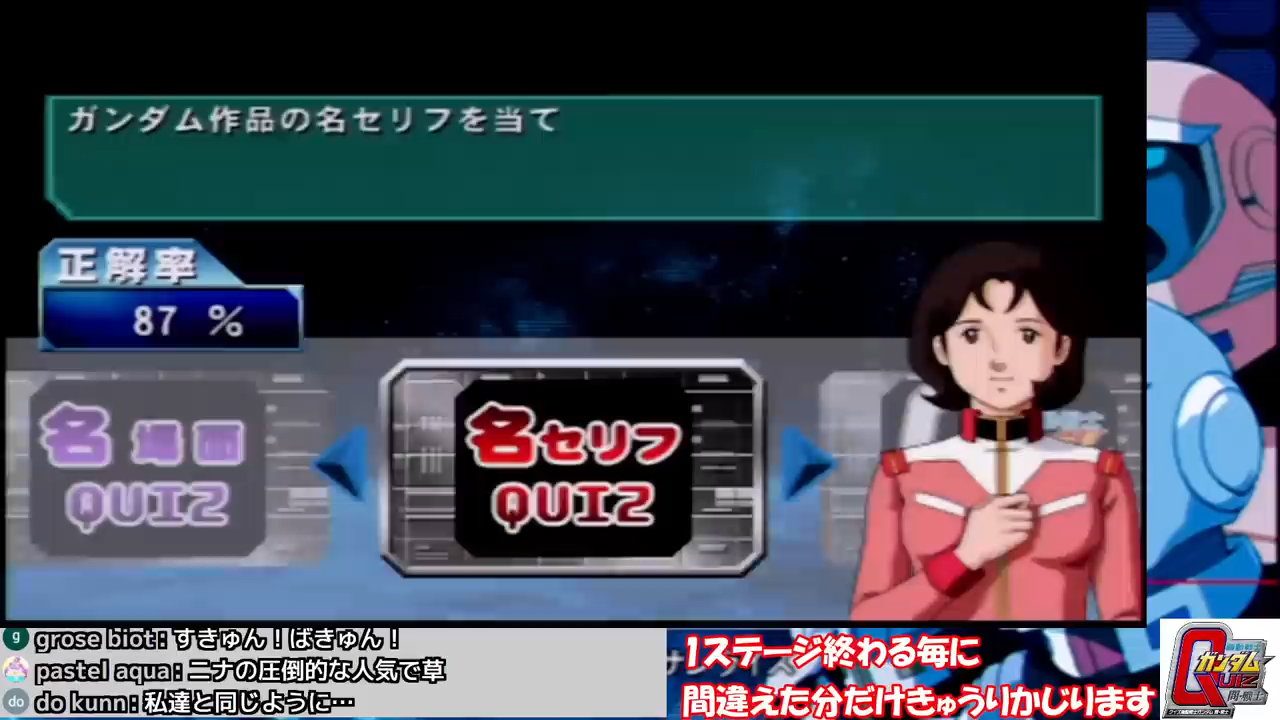 ガンダム作品の名セリフを当て
正解率
87 %
名場面
QUIZ
名セリフ
QUIZ
grose biot : すきゅん！ばきゅん！
pastel aqua : ニナの圧倒的な人気で草
do kunn : 私達と同じように…
1ステージ終わる毎に
間違えた分だけきゅうりかじります
ガンダム
QUIZ